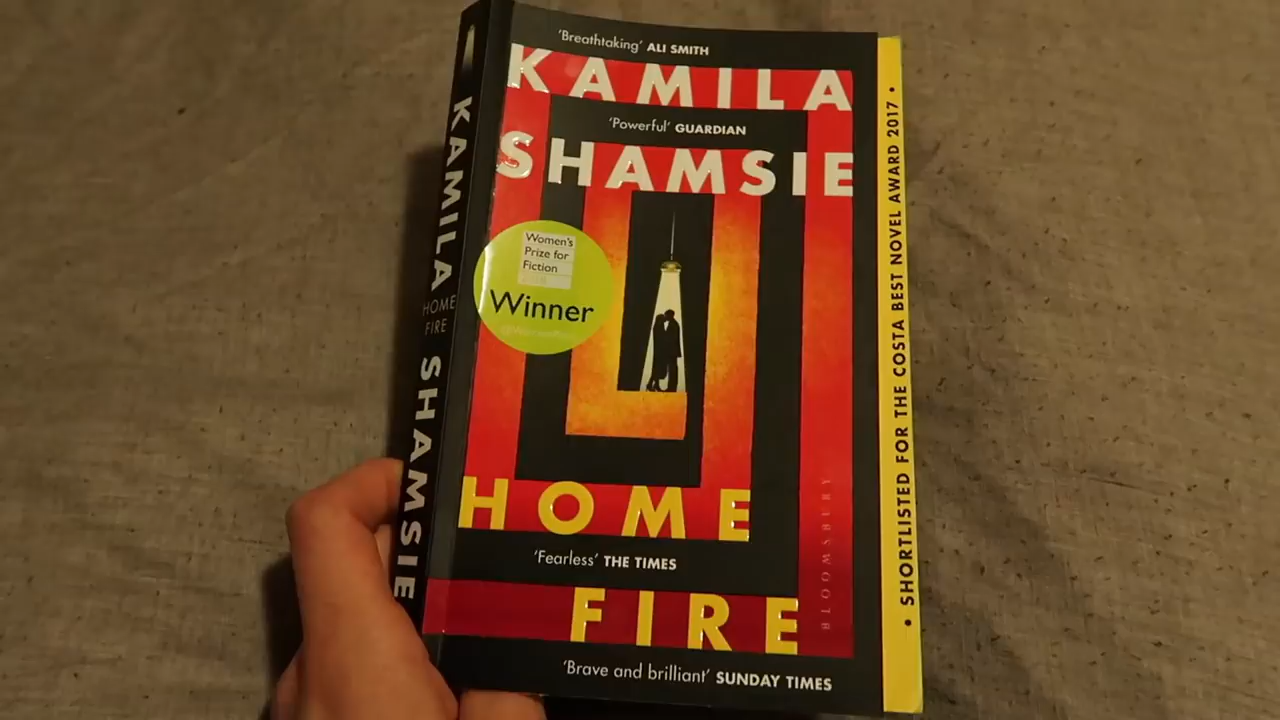 KAMILA
HOME
FIRE
SHAMSIE
'Breathtaking' ALI SMITH
KAMILA
'Powerful' GUARDIAN
SHAMSIE
Women's
Prize for
Fiction
Winner
HOME
'Fearless' THE TIMES
FIRE
'Brave and brilliant' SUNDAY TIMES
BLOOMSBURY
• SHORTLISTED FOR THE COSTA BEST NOVEL AWARD 2017 •